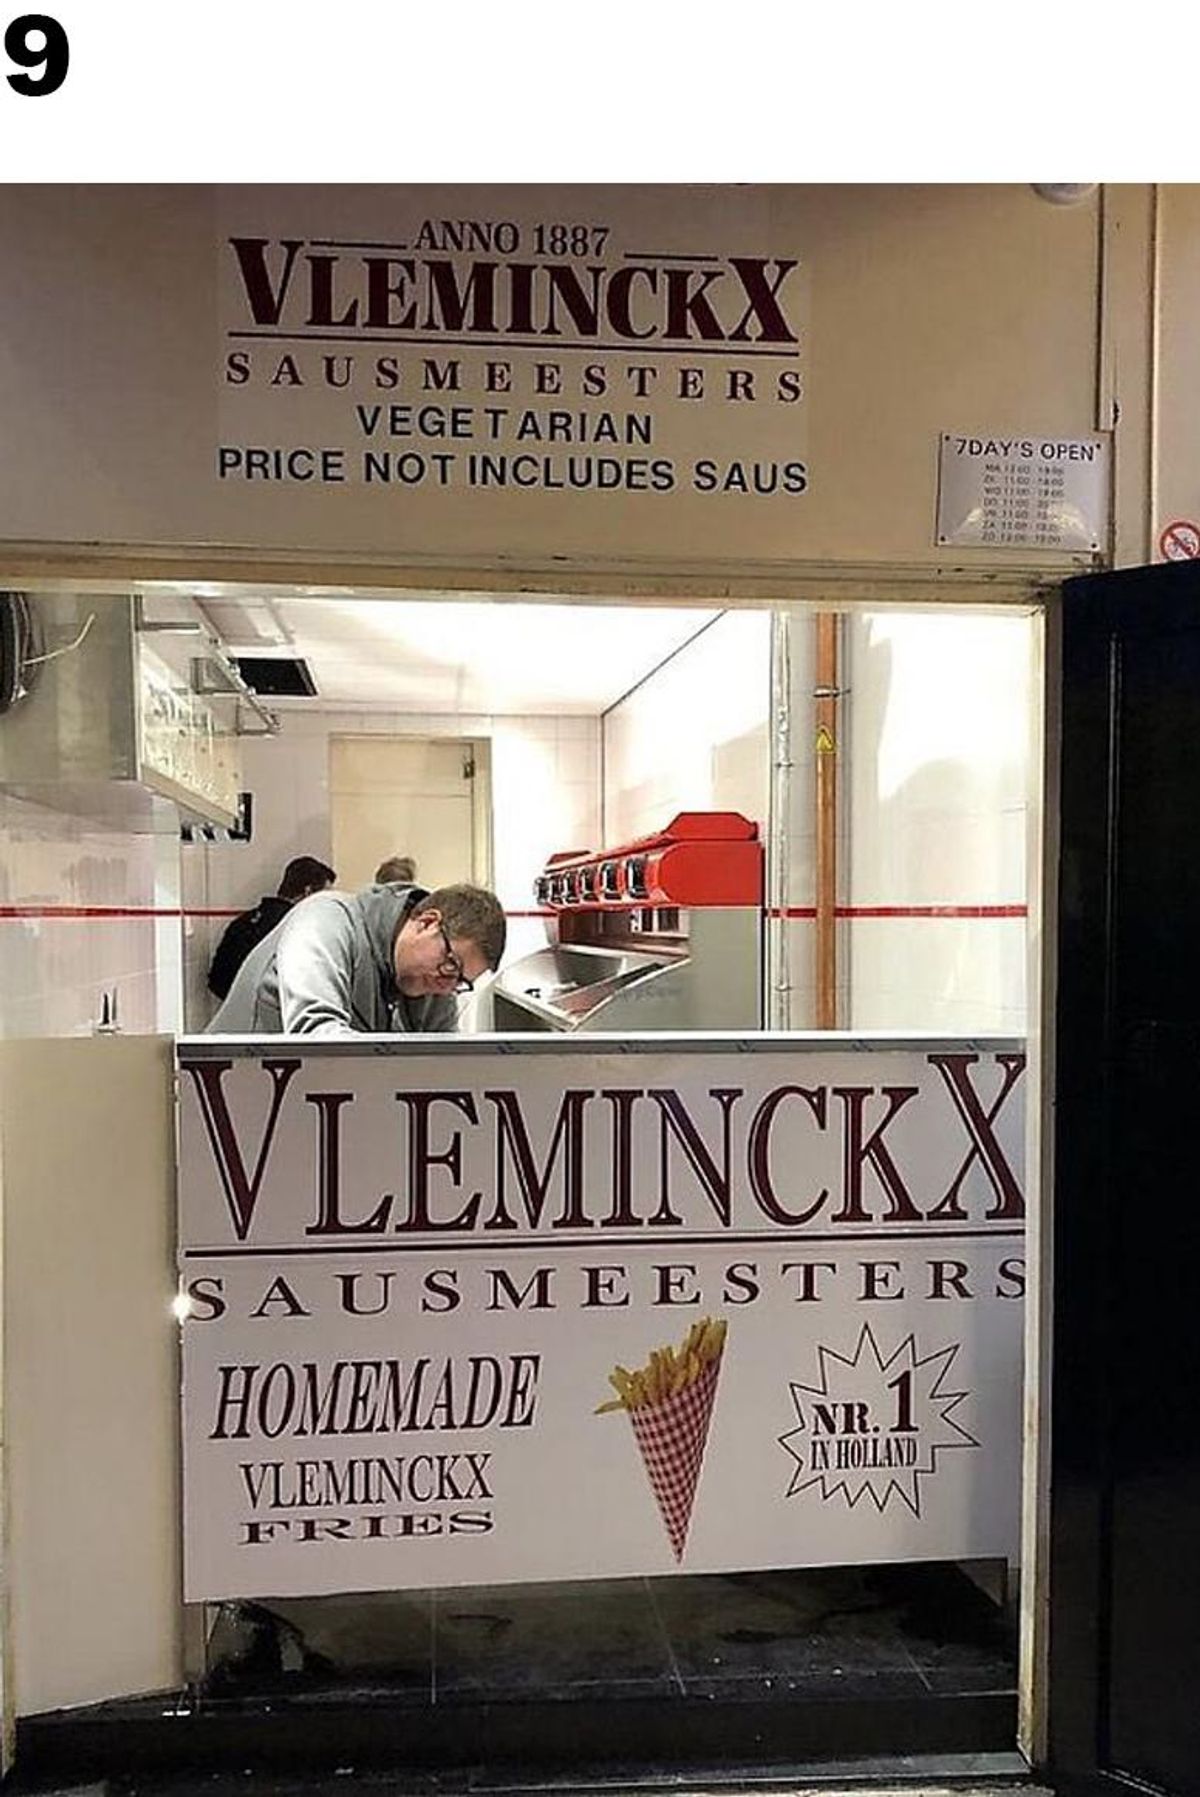 9
ANNO 1887
VLEMINCKX
SAUSMEESTERS
VEGETARIAN
PRICE NOT INCLUDES SAUS
"7DAY'S OPEN"
VLEMINCKX
SAUSMEESTERS
HOMEMADE
VLEMINCKX
FRIES
NR. 1
IN HOLLAND